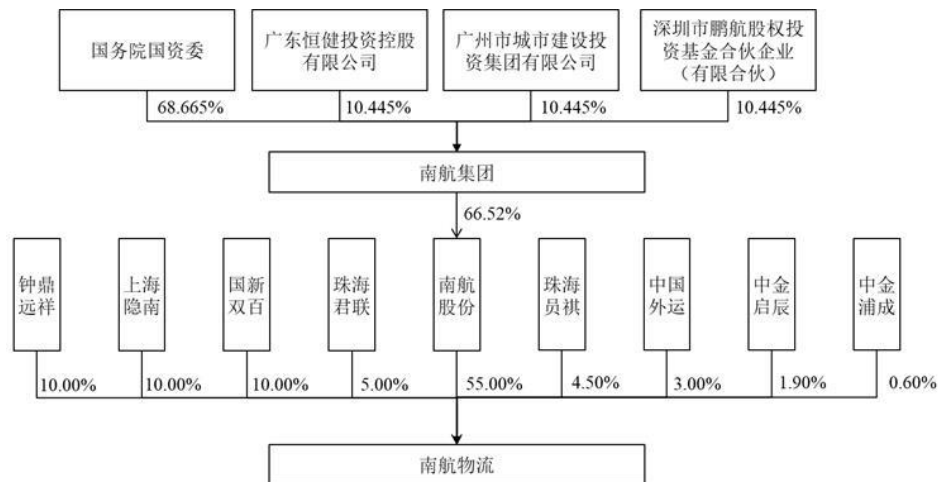 国务院国资委
广东恒健投资控股
有限公司
广州市城市建设投
资集团有限公司
深圳市鹏航股权投
资基金合伙企业
（有限合伙）
68.665%
10.445%
10.445%
10.445%
南航集团
66.52%
钟鼎
远祥
上海
隐南
国新
双百
珠海
君联
南航
股份
珠海
员祺
中国
外运
中金
启辰
中金
浦成
10.00%
10.00%
10.00%
5.00%
55.00%
4.50%
3.00%
1.90%
0.60%
南航物流